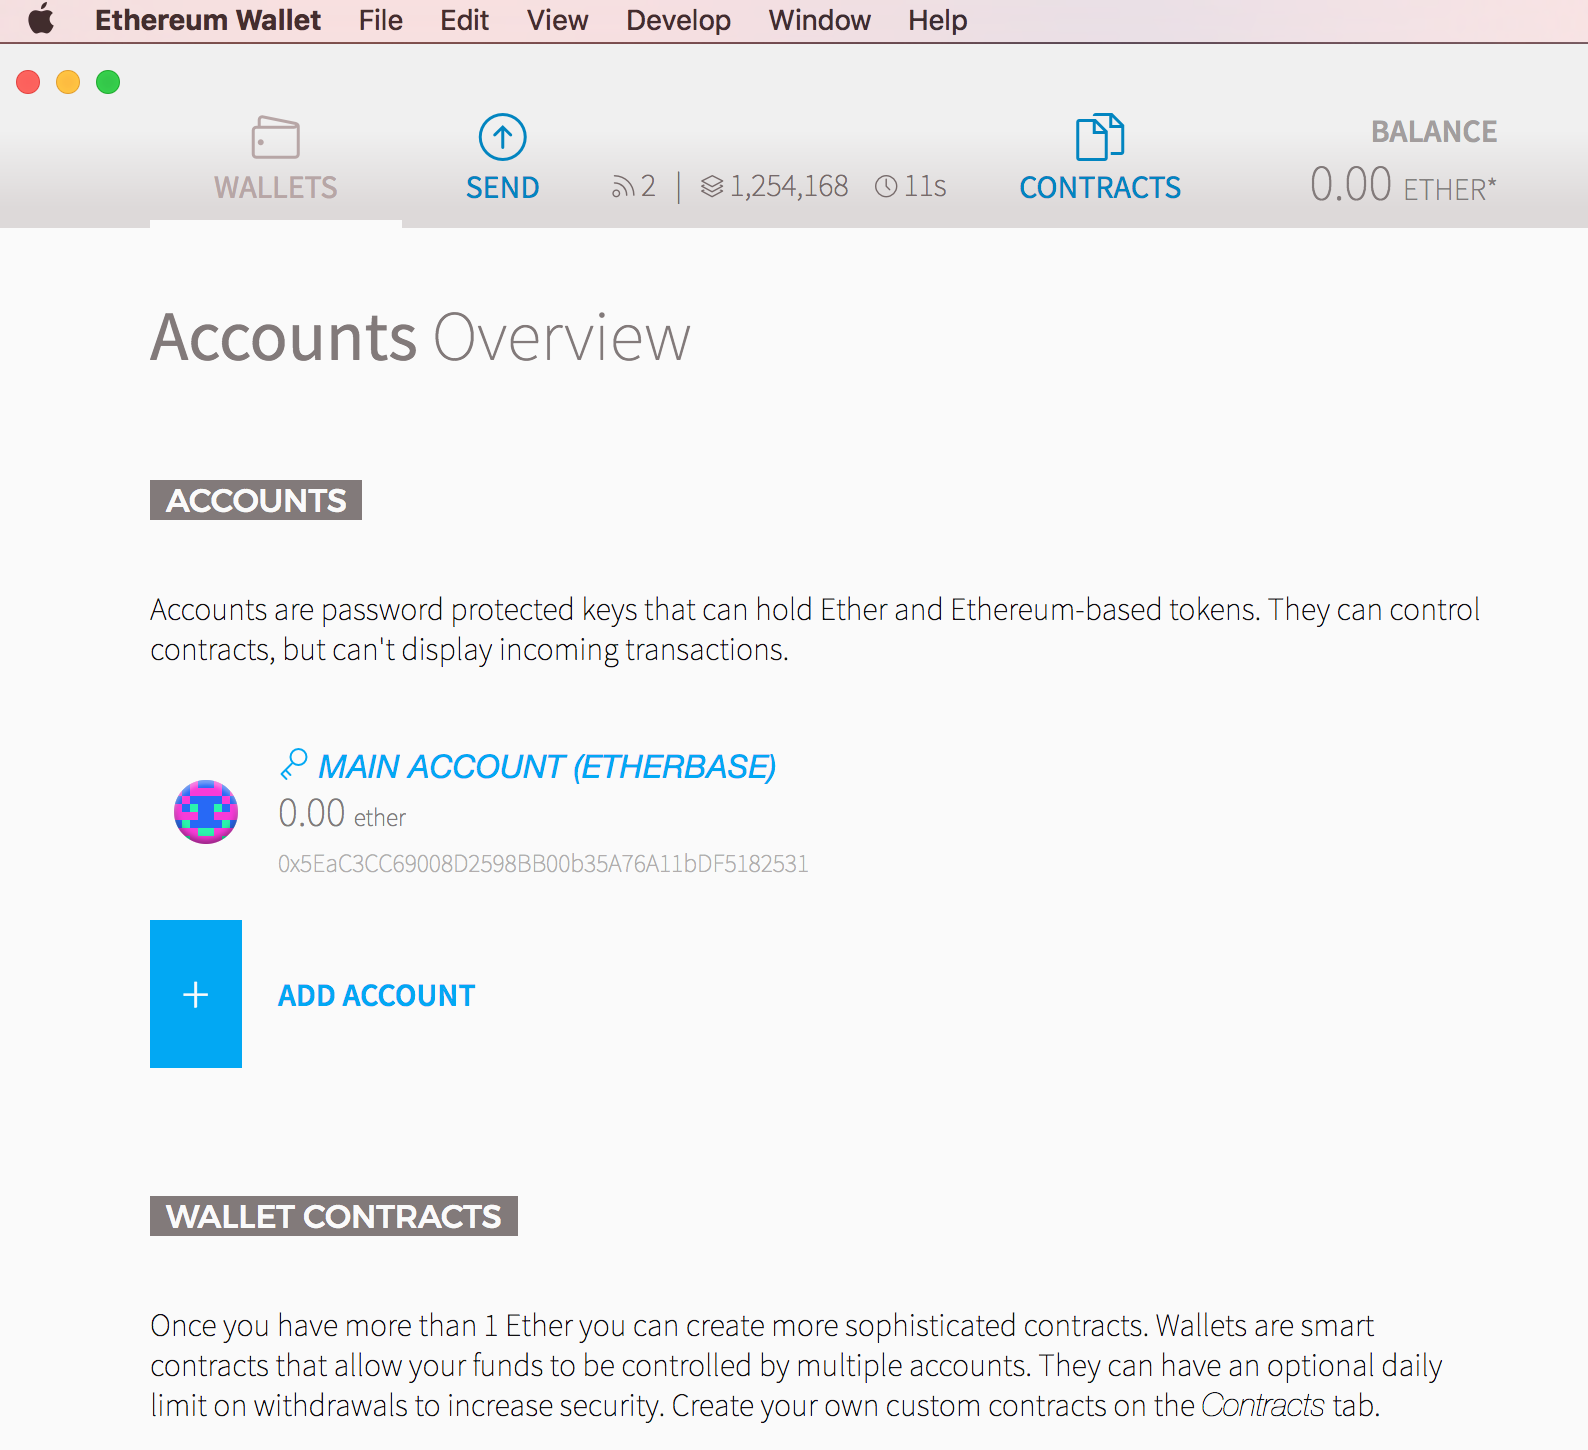 Ethereum Wallet File Edit View Develop Window Help
BALANCE
WALLETS SEND 2 | 1,254,168 11s CONTRACTS 0.00 ETHER*
Accounts Overview
ACCOUNTS
Accounts are password protected keys that can hold Ether and Ethereum-based tokens. They can control
contracts, but can't display incoming transactions.
MAIN ACCOUNT (ETHERBASE)
0.00 ether
0x5EaC3CC69008D2598BB00b35A76A11bDF5182531
+ ADD ACCOUNT
WALLET CONTRACTS
Once you have more than 1 Ether you can create more sophisticated contracts. Wallets are smart
contracts that allow your funds to be controlled by multiple accounts. They can have an optional daily
limit on withdrawals to increase security. Create your own custom contracts on the Contracts tab.